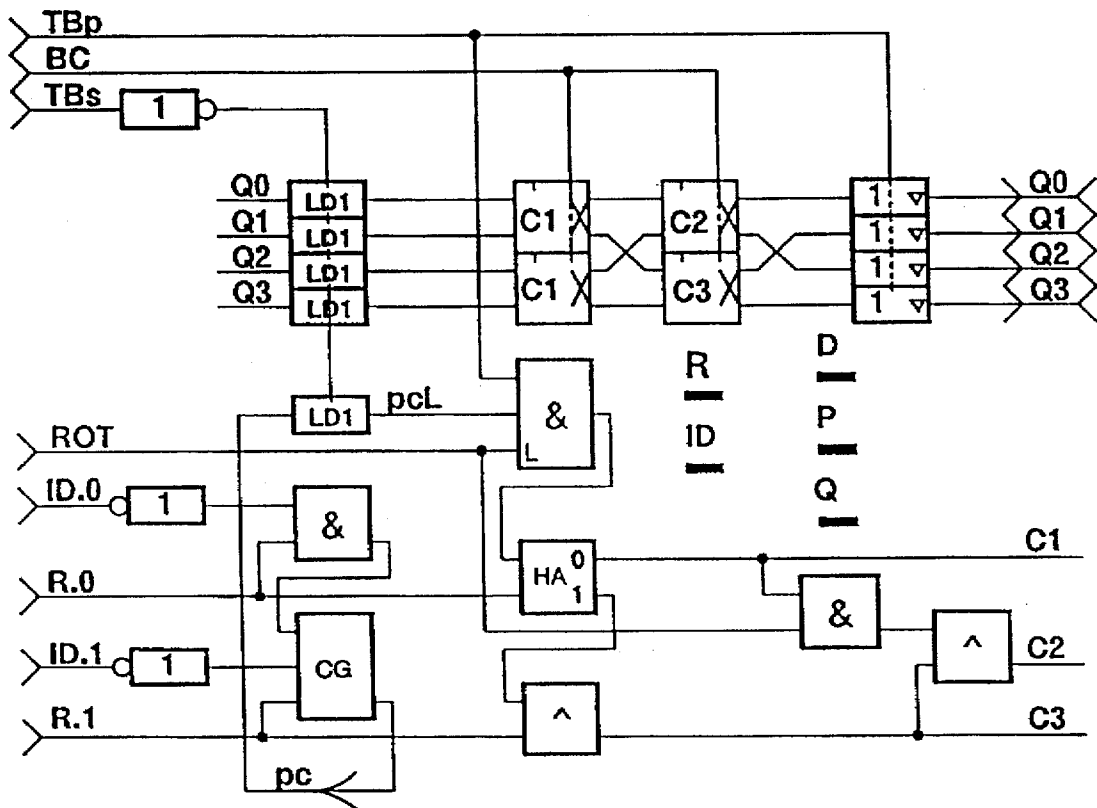 TBp
BC
TBs 1
Q0 LD1 C1 C2 1 Q0
Q1 LD1 1 Q1
Q2 LD1 C1 C3 1 Q2
Q3 LD1 1 Q3
R D
LD1 pcL &
ROT L ID P
ID.0 1 & Q
HA 0 C1
R.0 1
&
ID.1 1 CG ^ C2
R.1 ^ C3
pc